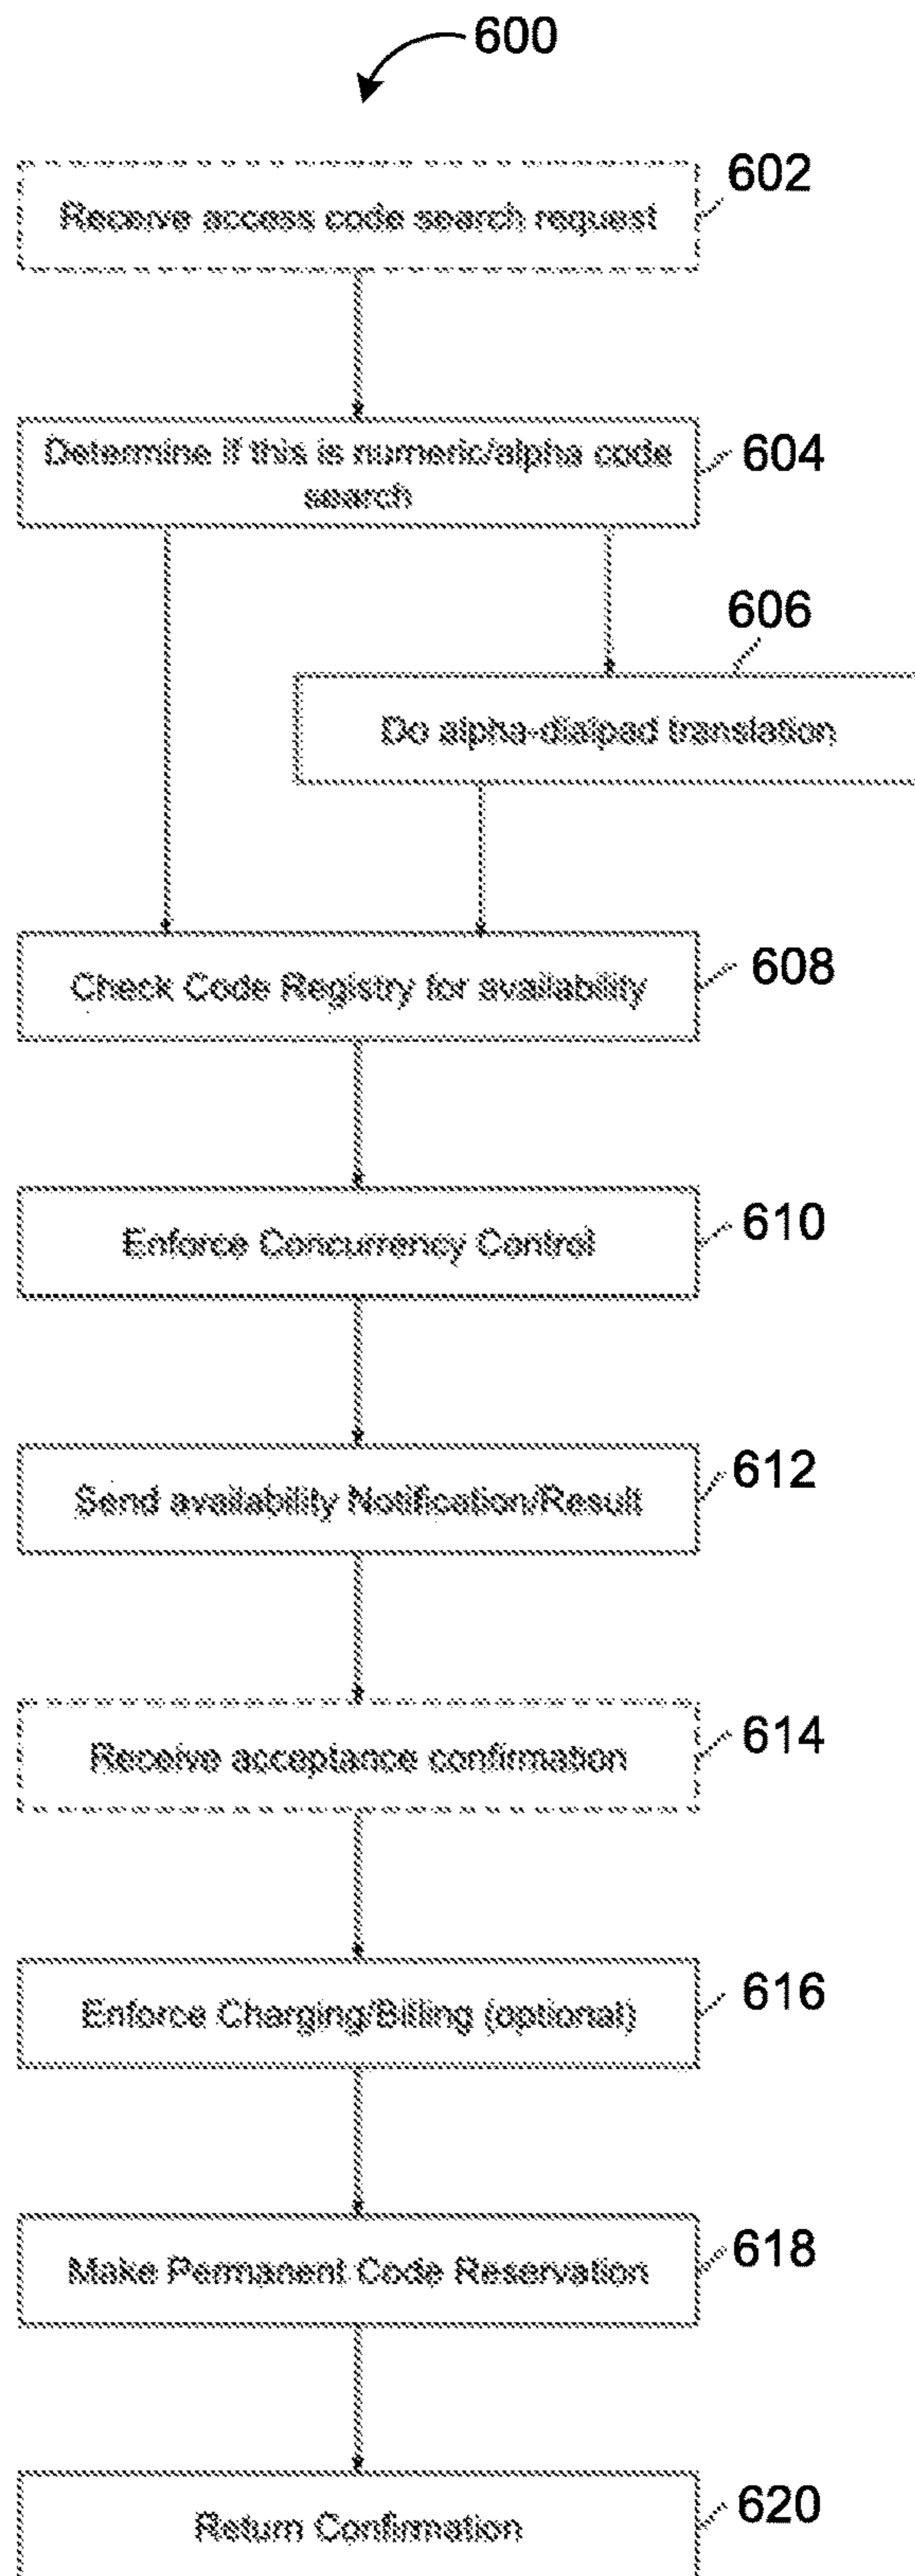 600
602
Receive access code search request
604
Determine if this is numeric/alpha code
search
606
Do alpha-dialpad translation
608
Check Code Registry for availability
610
Enforce Concurrency Control
612
Send availability Notification/Result
614
Receive acceptance confirmation
616
Enforce Charging/Billing (optional)
618
Make Permanent Code Reservation
620
Return Confirmation